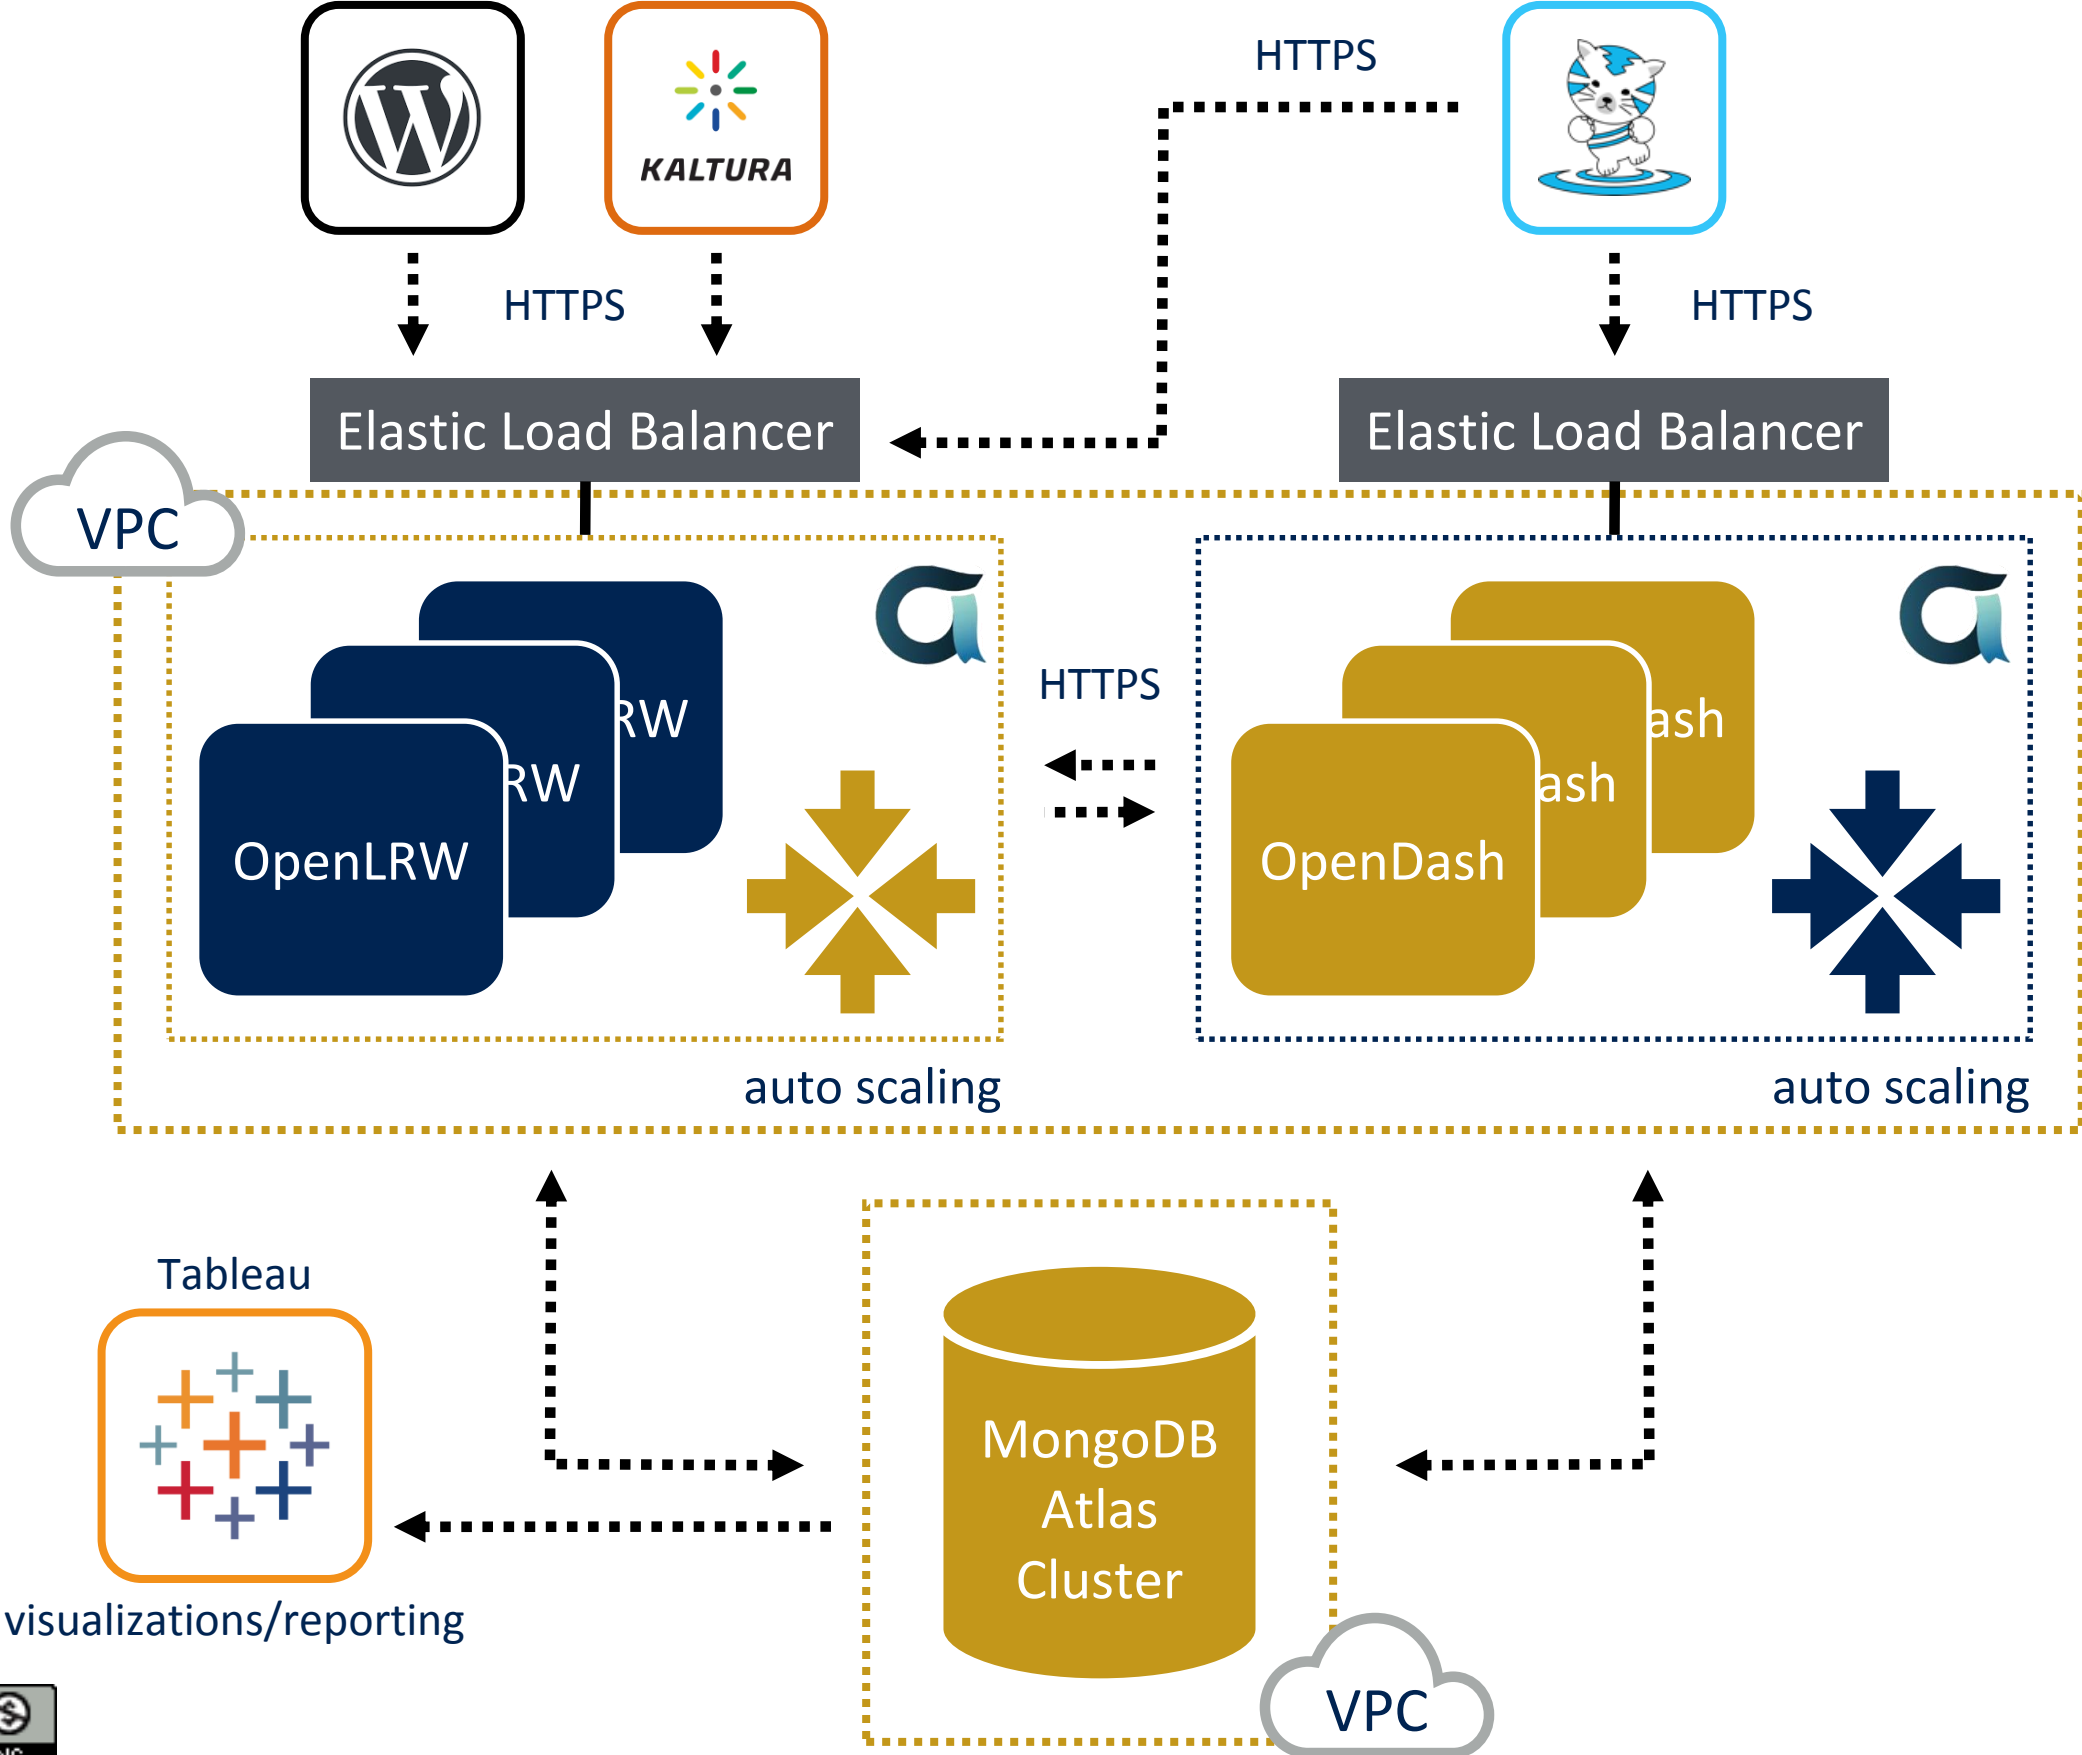 HTTPS
KALTURA
HTTPS
HTTPS
Elastic Load Balancer
Elastic Load Balancer
VPC
HTTPS
RW
ash
RW
ash
OpenLRW
OpenDash
auto scaling
auto scaling
Tableau
MongoDB
Atlas
Cluster
visualizations/reporting
VPC